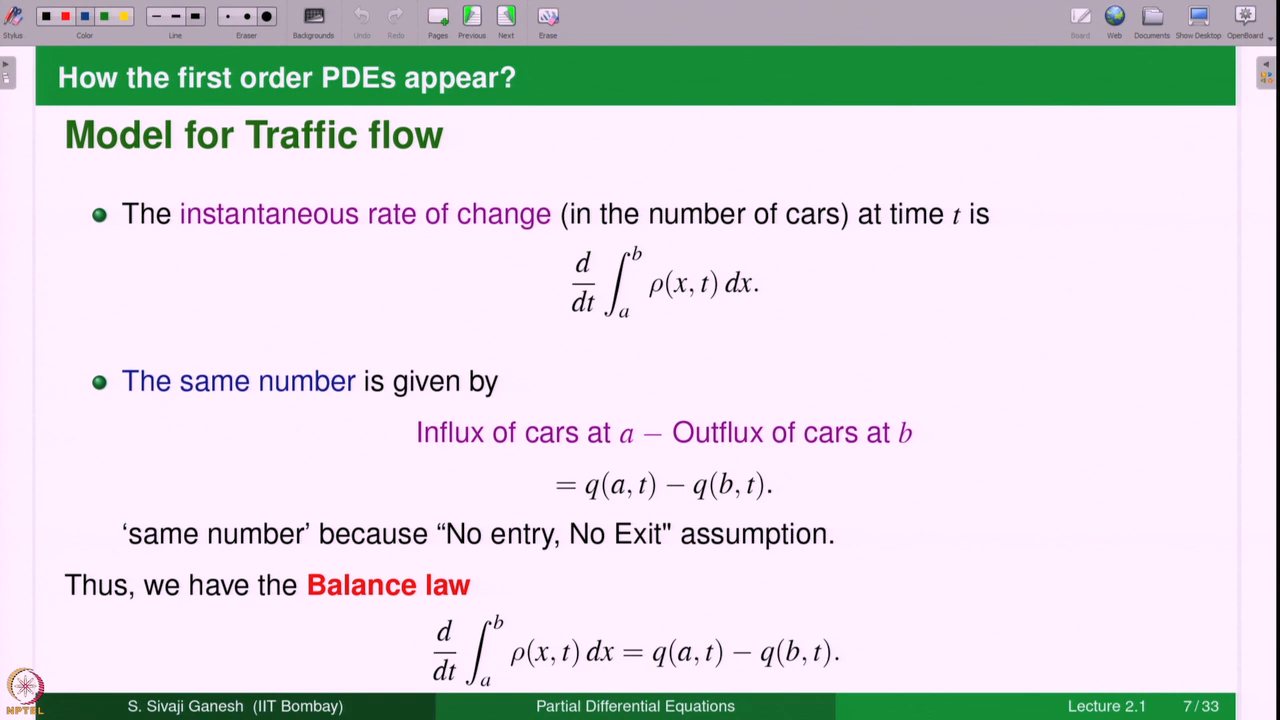 Stylus
Color
Line
Eraser
Backgrounds
Undo
Redo
Pages
Previous
Next
Erase
Board
Web
Documents
Show Desktop
OpenBoard
How the first order PDEs appear?
Model for Traffic flow
The instantaneous rate of change (in the number of cars) at time t is
d/dt ∫_a^b ρ(x, t) dx.
The same number is given by
Influx of cars at a − Outflux of cars at b
= q(a, t) − q(b, t).
‘same number’ because “No entry, No Exit" assumption.
Thus, we have the Balance law
d/dt ∫_a^b ρ(x, t) dx = q(a, t) − q(b, t).
S. Sivaji Ganesh (IIT Bombay)
Partial Differential Equations
Lecture 2.1
7 / 33
NPTEL